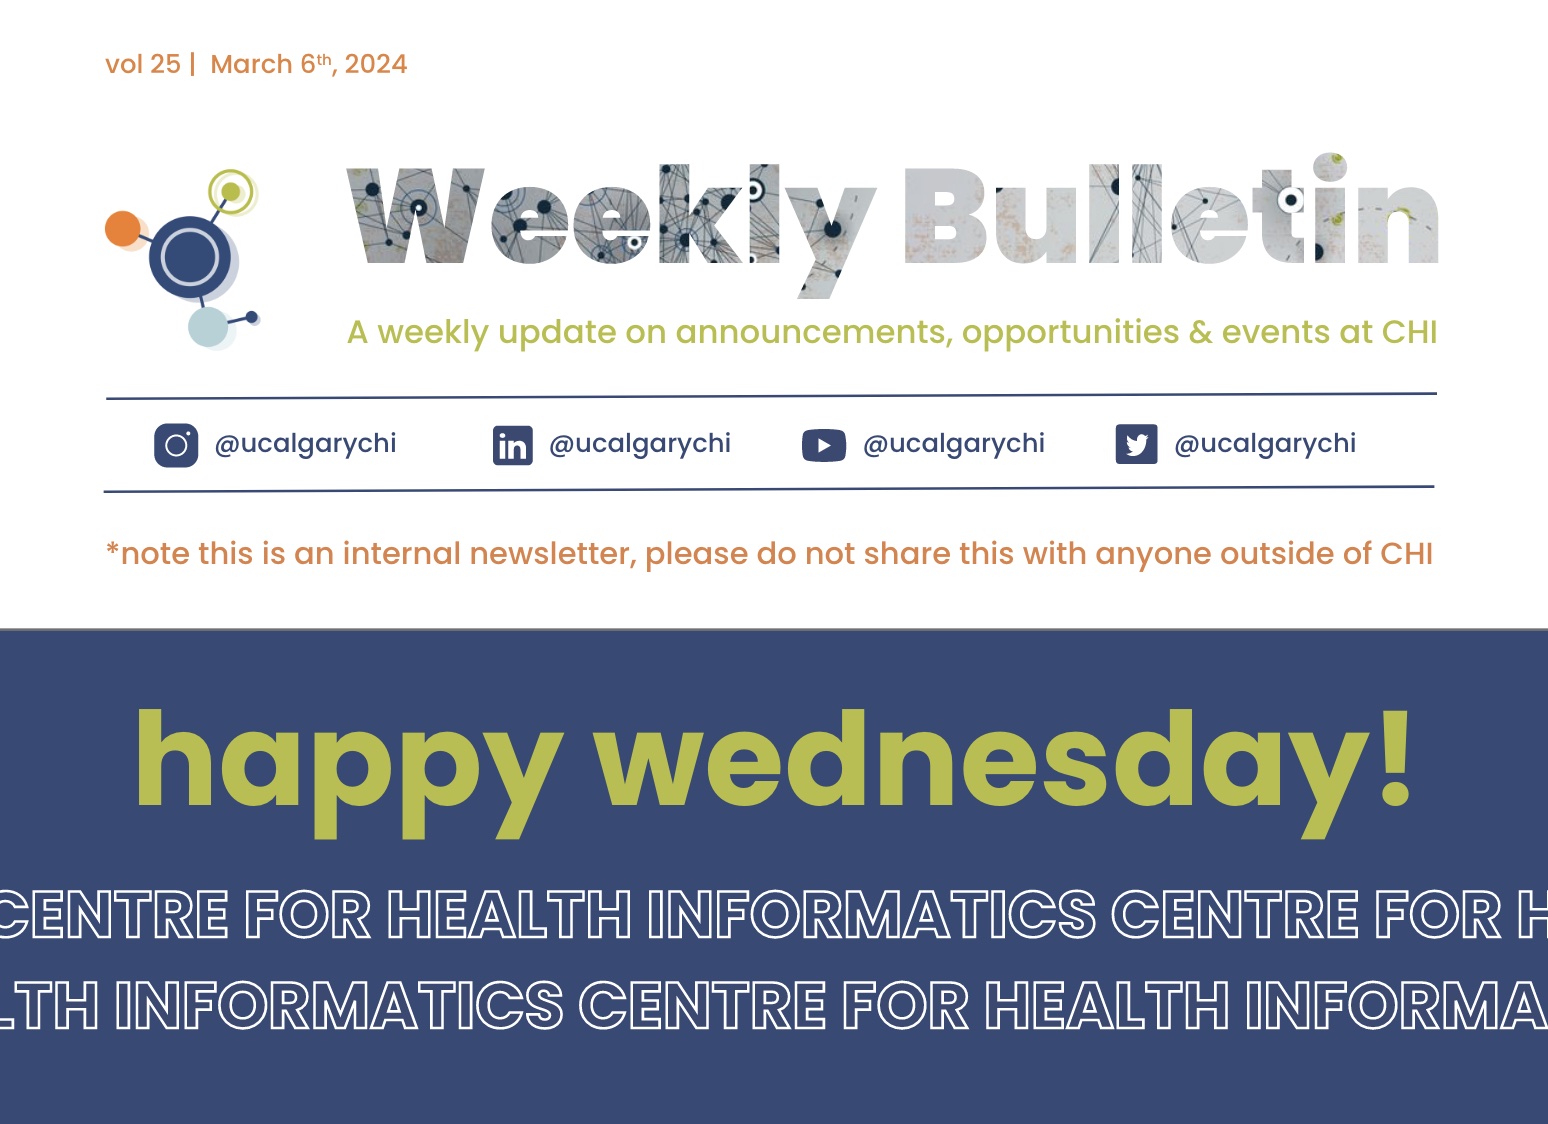 vol 25 | March 6th, 2024
Weekly Bulletin
A weekly update on announcements, opportunities & events at CHI
@ucalgarychi @ucalgarychi @ucalgarychi @ucalgarychi
*note this is an internal newsletter, please do not share this with anyone outside of CHI
happy wednesday!
CENTRE FOR HEALTH INFORMATICS CENTRE FOR H
LTH INFORMATICS CENTRE FOR HEALTH INFORMA